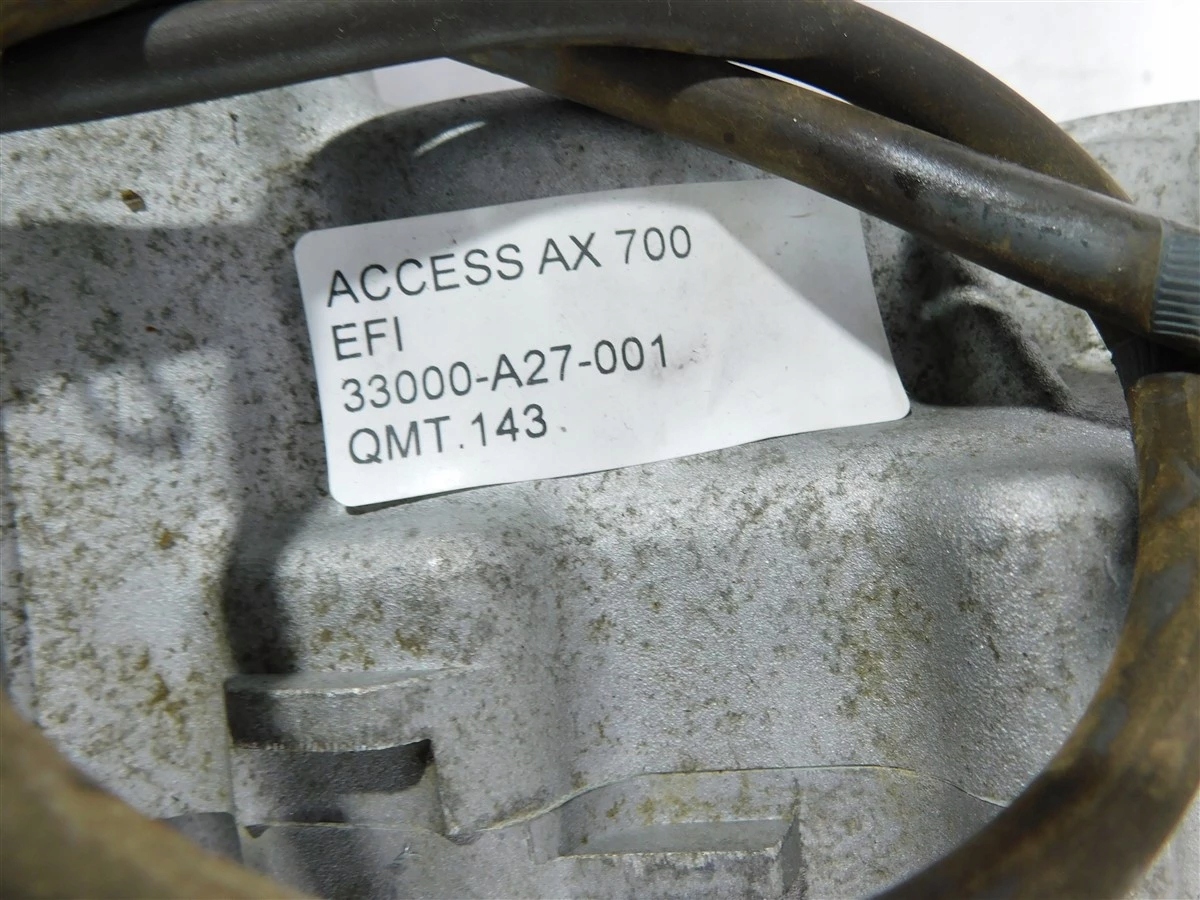 ACCESS AX 700
EFI
33000-A27-001
QMT.143